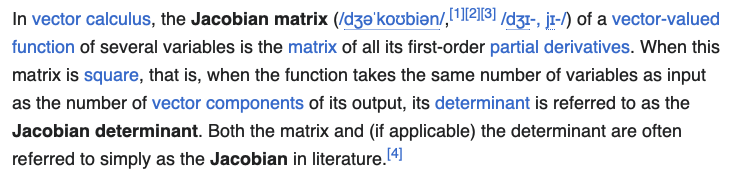 In vector calculus, the Jacobian matrix (/dʒəˈkoʊbiən/,[1][2][3] /dʒɪ-, jɪ-/) of a vector-valued
function of several variables is the matrix of all its first-order partial derivatives. When this
matrix is square, that is, when the function takes the same number of variables as input
as the number of vector components of its output, its determinant is referred to as the
Jacobian determinant. Both the matrix and (if applicable) the determinant are often
referred to simply as the Jacobian in literature.[4]